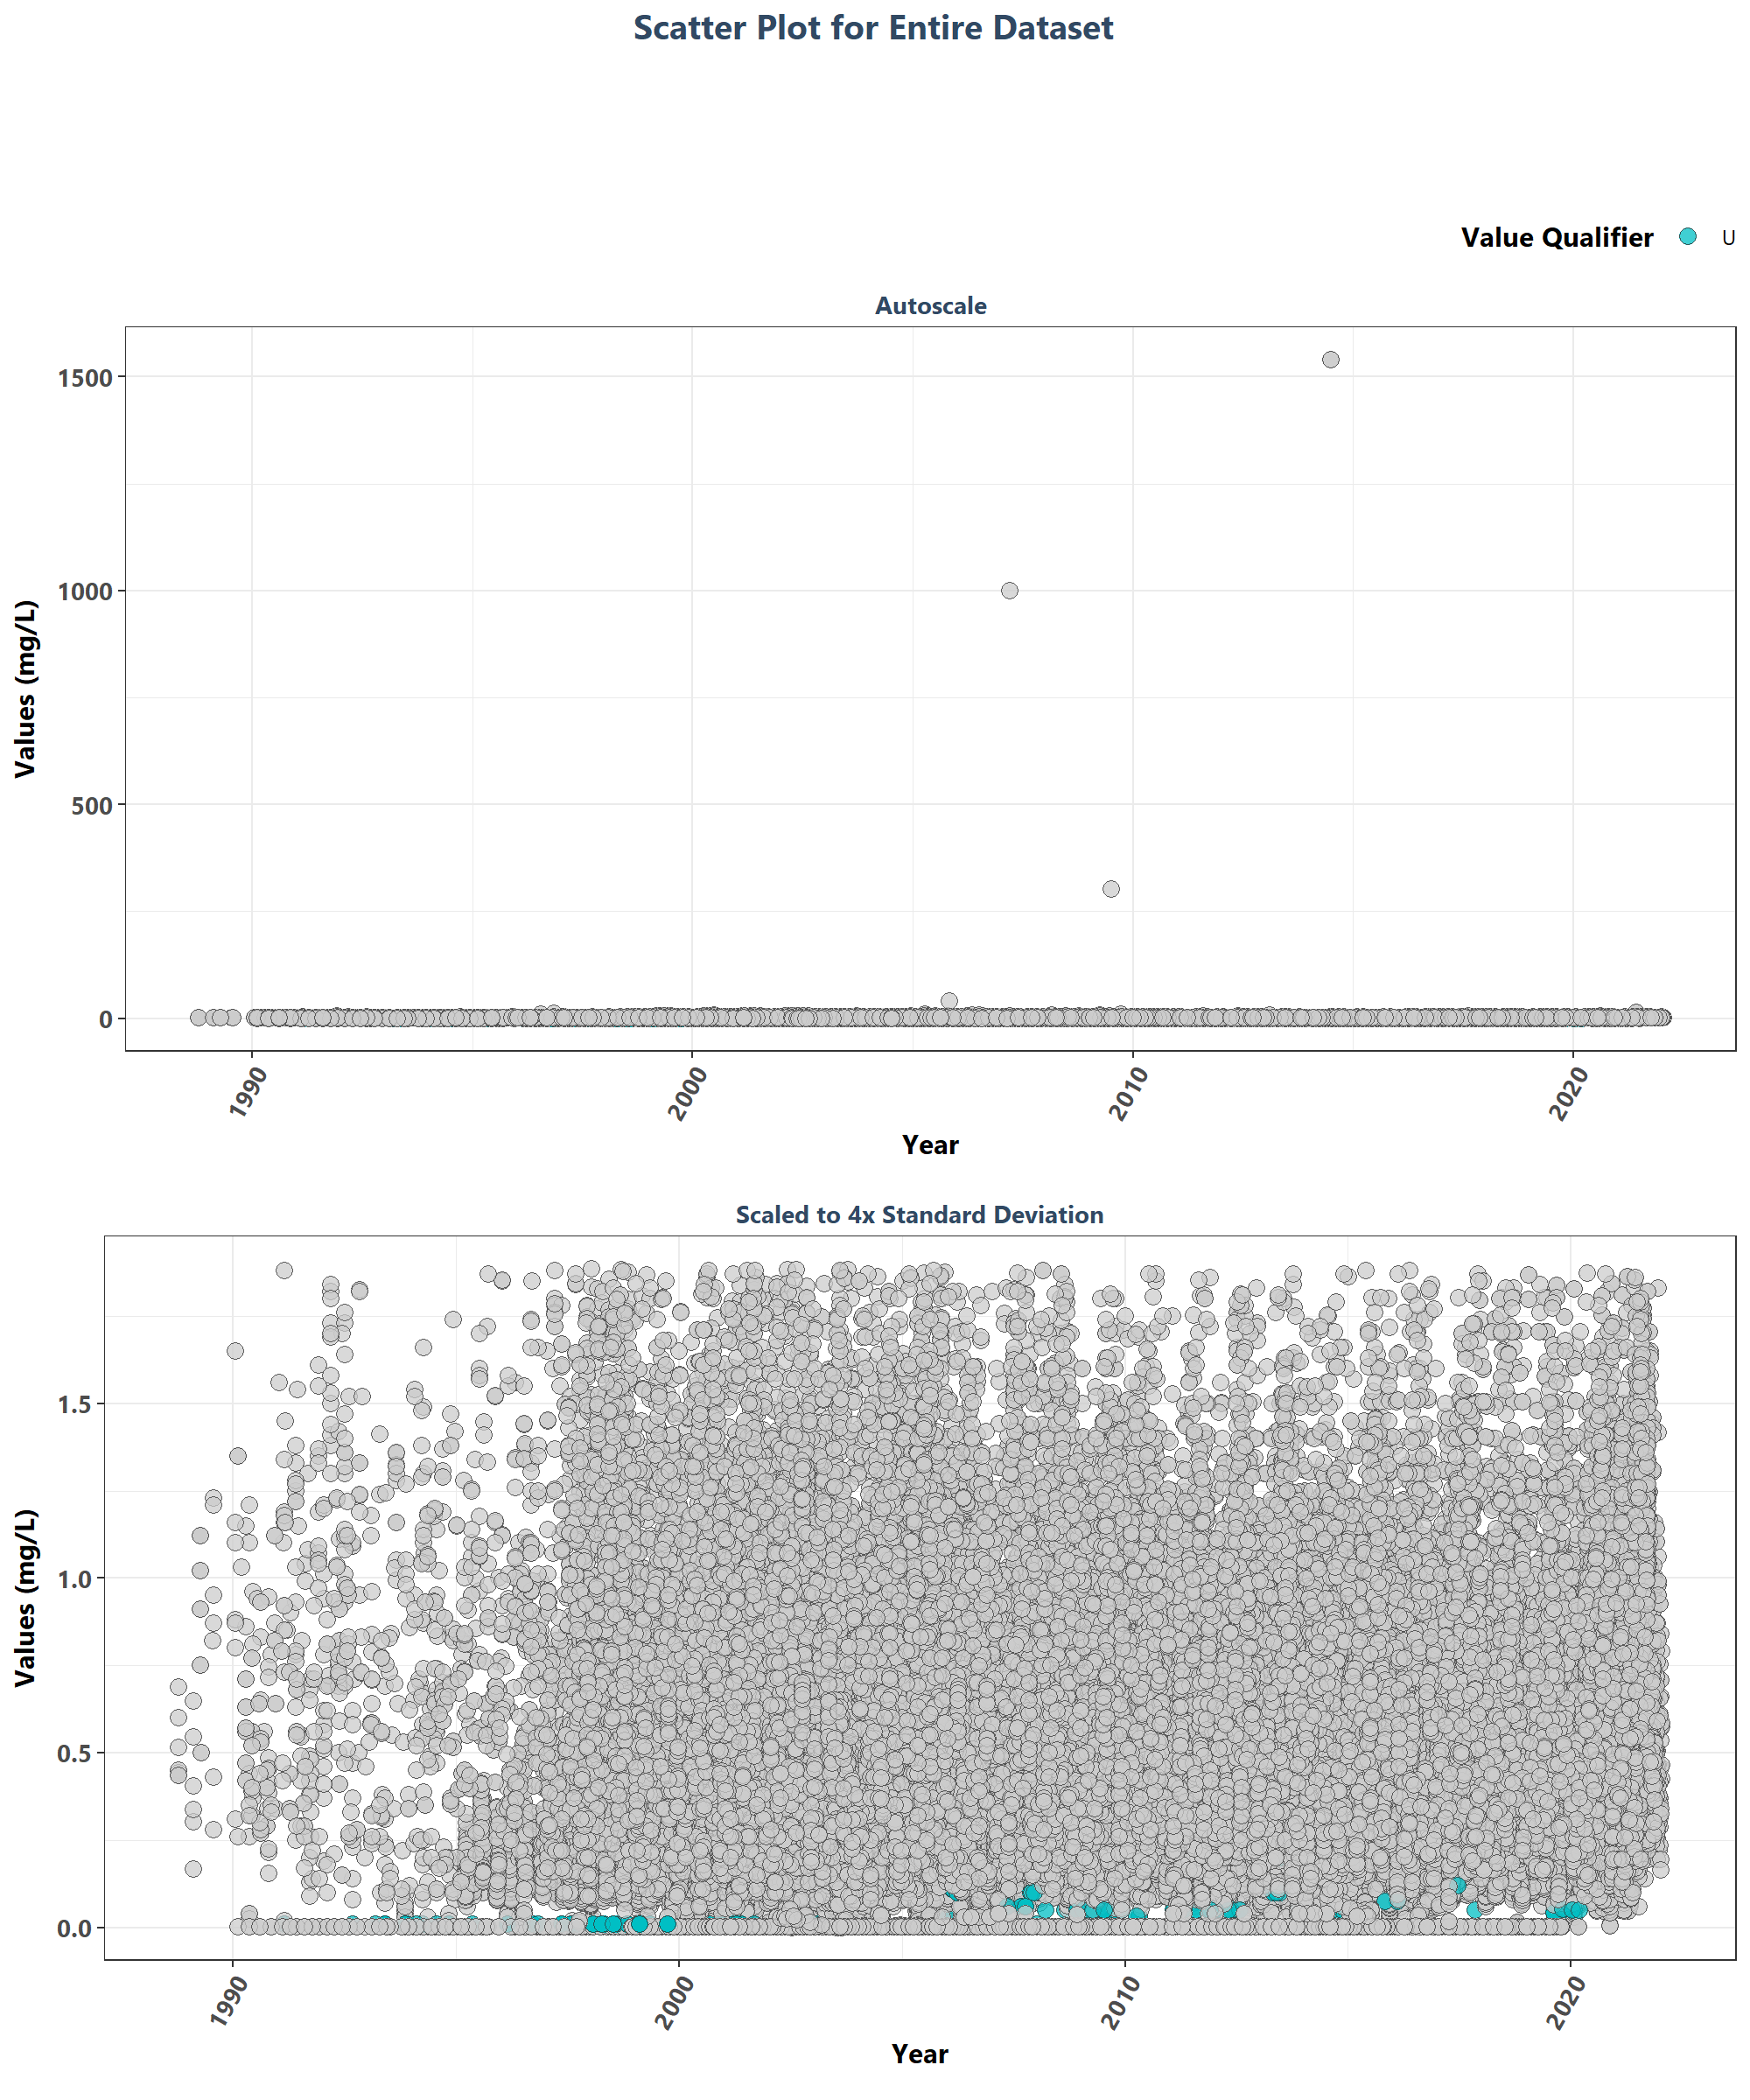 Scatter Plot for Entire Dataset
Value Qualifier U
Autoscale
Values (mg/L)
1500
1000
500
0
1990 2000 2010 2020
Year
Scaled to 4x Standard Deviation
Values (mg/L)
1.5
1.0
0.5
0.0
1990 2000 2010 2020
Year